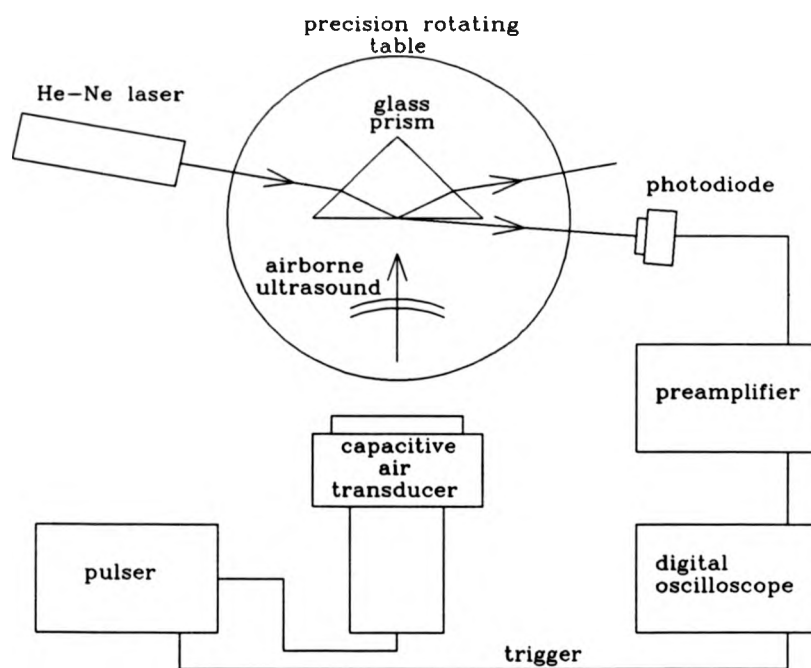 precision rotating
table
He-Ne laser
glass
prism
photodiode
airborne
ultrasound
preamplifier
capacitive
air
transducer
pulser
digital
oscilloscope
trigger